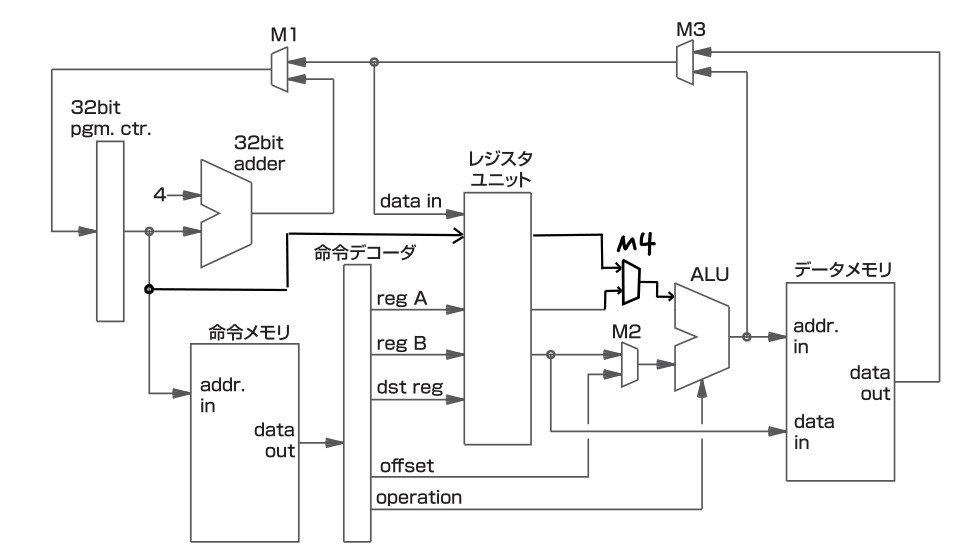 M1
M3
32bit
pgm. ctr.
32bit
adder
4
レジスタ
ユニット
data in
命令デコーダ
M4
ALU
データメモリ
reg A
reg B
dst reg
M2
addr.
in
data
out
data
in
命令メモリ
addr.
in
data
out
offset
operation